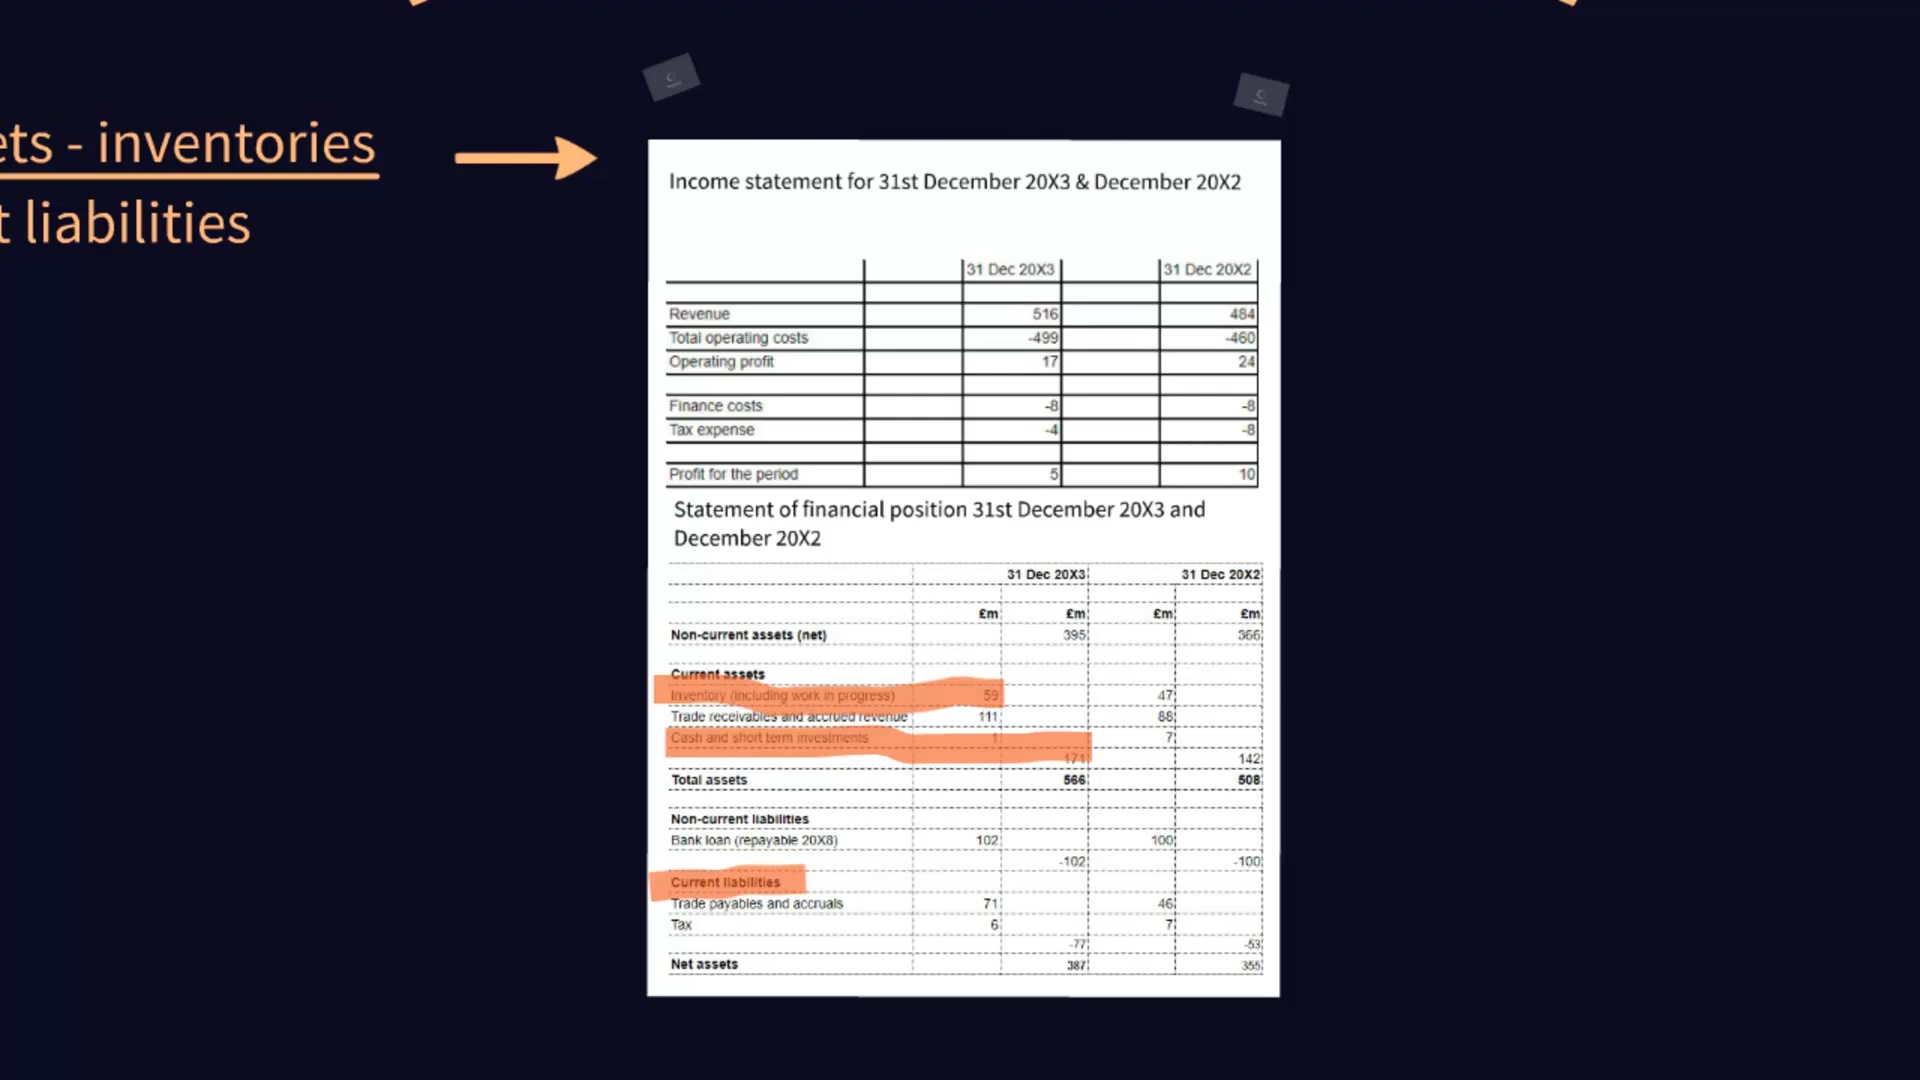 ets - inventories
t liabilities
Income statement for 31st December 20X3 & December 20X2
31 Dec 20X3 31 Dec 20X2
Revenue 516 484
Total operating costs -499 -460
Operating profit 17 24
Finance costs -8 -8
Tax expense -4 -8
Profit for the period 5 10
Statement of financial position 31st December 20X3 and
December 20X2
31 Dec 20X3 31 Dec 20X2
£m £m £m £m
Non-current assets (net) 395 366
Current assets
Inventory (including work in progress) 59 47
Trade receivables and accrued revenue 111 88
Cash and short term investments 1 7
171 142
Total assets 566 508
Non-current liabilities
Bank loan (repayable 20X8) 102 100
-102 -100
Current liabilities
Trade payables and accruals 71 46
Tax 6 7
-77 -53
Net assets 387 355